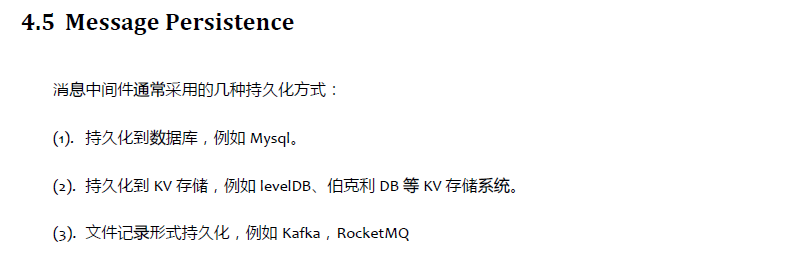 4.5 Message Persistence
消息中间件通常采用的几种持久化方式：
(1). 持久化到数据库，例如 Mysql。
(2). 持久化到 KV 存储，例如 levelDB、伯克利 DB 等 KV 存储系统。
(3). 文件记录形式持久化，例如 Kafka，RocketMQ